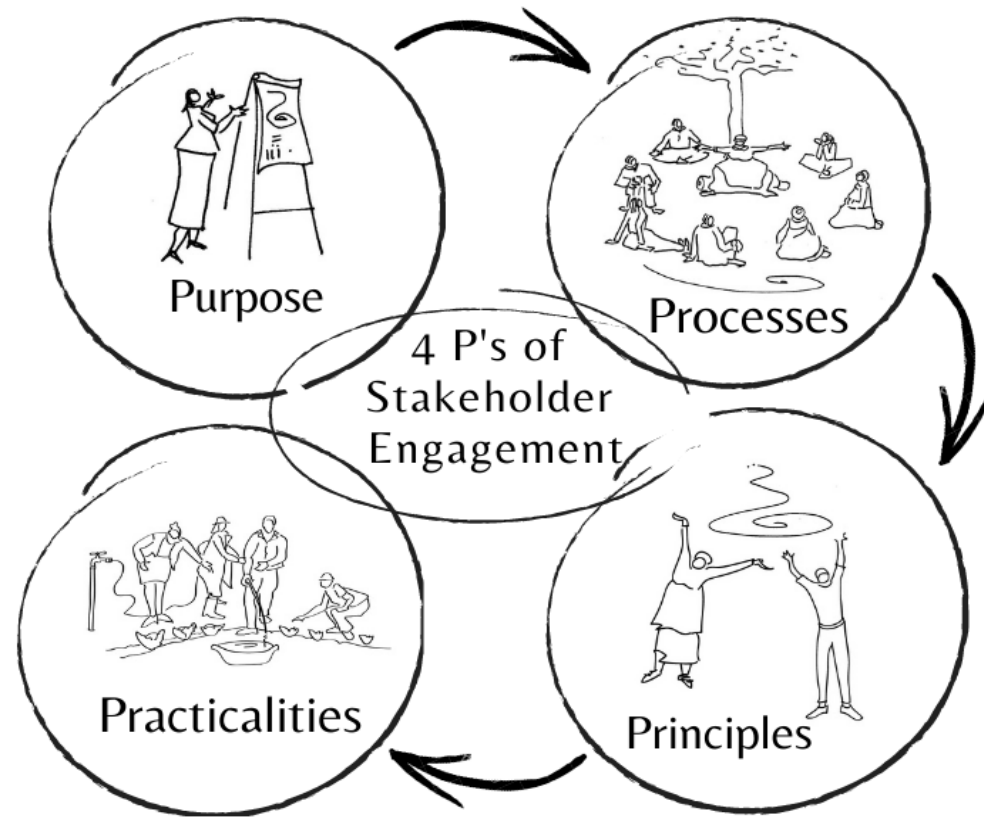 Purpose
Processes
4 P's of
Stakeholder
Engagement
Practicalities
Principles